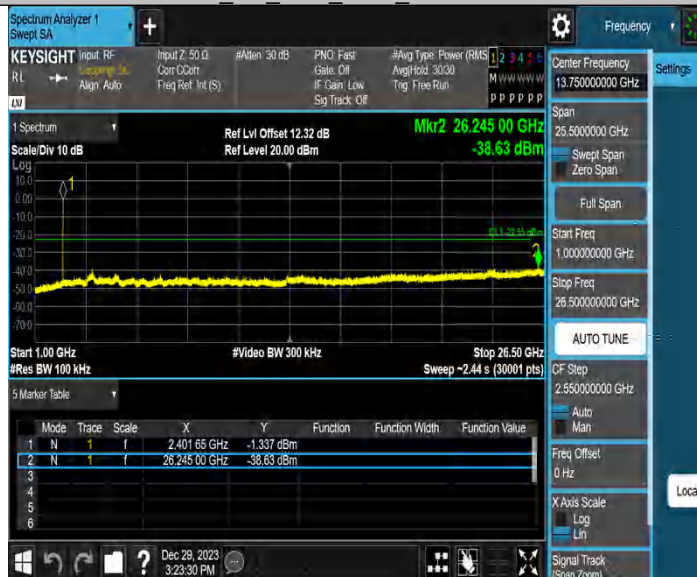 Spectrum Analyzer 1
Swept SA
+
Frequency
KEYSIGHT
Input: RF
Input Z: 50 Ω
#Atten: 30 dB
PNO: Fast
#Avg Type: Power (RMS
1 2 3 4 5 6
RL
Corr CCorr
Gate: Off
Avg|Hold: 30/30
M W W W W W
Align: Auto
Freq Ref: Int (S)
IF Gain: Low
Trig: Free Run
Sig Track: Off
P P P P P P
LXI
1 Spectrum
Scale/Div 10 dB
Ref Lvl Offset 12.32 dB
Ref Level 20.00 dBm
Mkr2 26.245 00 GHz
-38.63 dBm
Log
10.0
0.00
-10.0
-20.0
-30.0
-40.0
-50.0
-60.0
-70.0
1
2
Start 1.00 GHz
#Video BW 300 kHz
Stop 26.50 GHz
#Res BW 100 kHz
Sweep ~2.44 s (30001 pts)
5 Marker Table
Mode Trace Scale X Y Function Function Width Function Value
1 N 1 f 2.401 65 GHz -1.337 dBm
2 N 1 f 26.245 00 GHz -38.63 dBm
3
4
5
6
?
Dec 29, 2023
3:23:30 PM
Center Frequency
13.750000000 GHz
Settings
Span
25.5000000 GHz
Swept Span
Zero Span
Full Span
Start Freq
1.000000000 GHz
Stop Freq
26.500000000 GHz
AUTO TUNE
CF Step
2.550000000 GHz
Auto
Man
Freq Offset
0 Hz
Loca
X Axis Scale
Log
Lin
Signal Track
(Span Zoom)